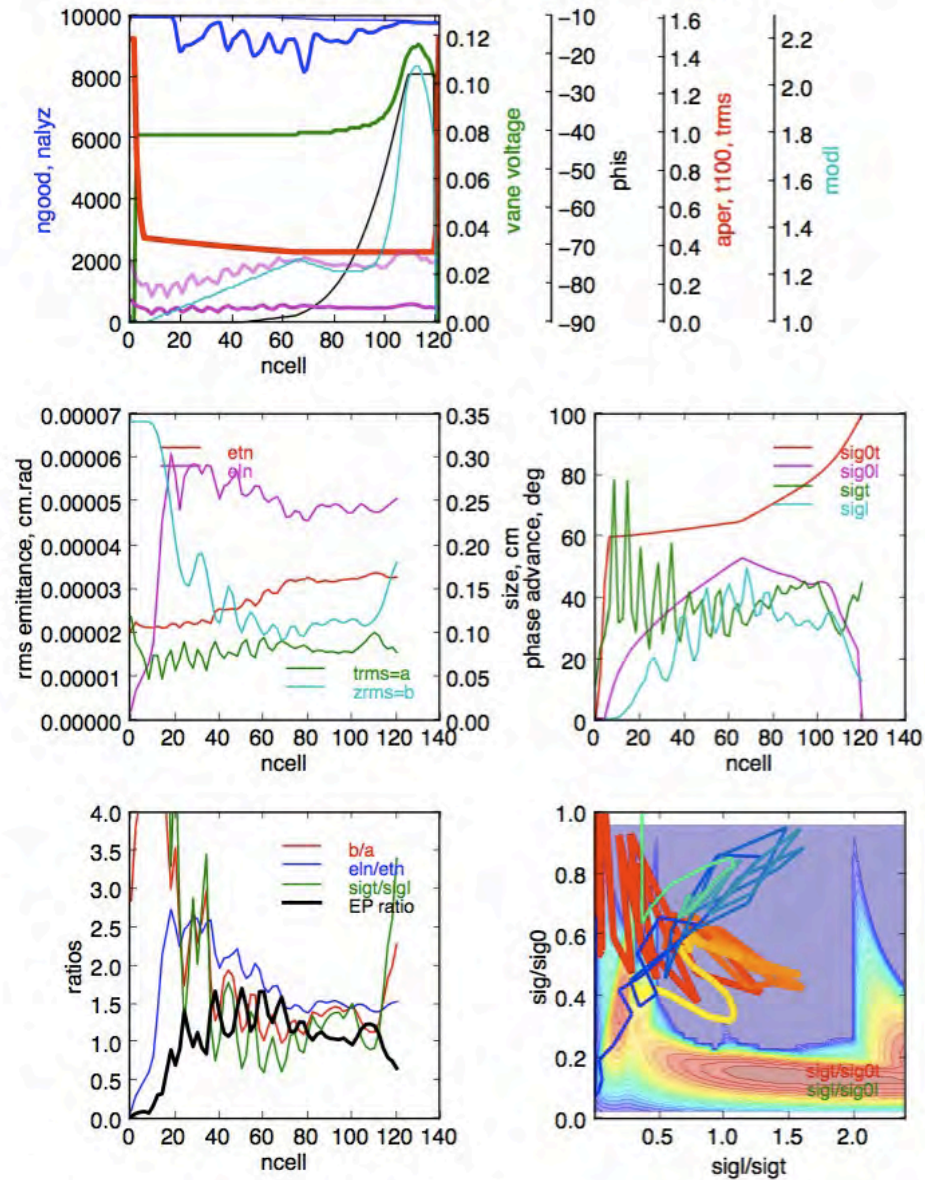 10000
8000
6000
4000
2000
0
ngood, nalyz
0 20 40 60 80 100 120
ncell
0.12
0.10
0.08
0.06
0.04
0.02
0.00
vane voltage
−10
−20
−30
−40
−50
−60
−70
−80
−90
phis
1.6
1.4
1.2
1.0
0.8
0.6
0.4
0.2
0.0
aper, t100, trms
2.2
2.0
1.8
1.6
1.4
1.2
1.0
modl
0.00007
0.00006
0.00005
0.00004
0.00003
0.00002
0.00001
0.00000
rms emittance, cm.rad
etn
eln
trms=a
zrms=b
0 20 40 60 80 100 120 140
ncell
0.35
0.30
0.25
0.20
0.15
0.10
0.05
0.00
size, cm
phase advance, deg
100
80
60
40
20
0
sig0t
sig0l
sigt
sigl
0 20 40 60 80 100 120 140
ncell
4.0
3.5
3.0
2.5
2.0
1.5
1.0
0.5
0.0
ratios
b/a
eln/etn
sigt/sigl
EP ratio
0 20 40 60 80 100 120 140
ncell
1.0
0.8
0.6
0.4
0.2
0.0
sig/sig0
sigt/sig0t
sigl/sig0l
0.5 1.0 1.5 2.0
sigl/sigt